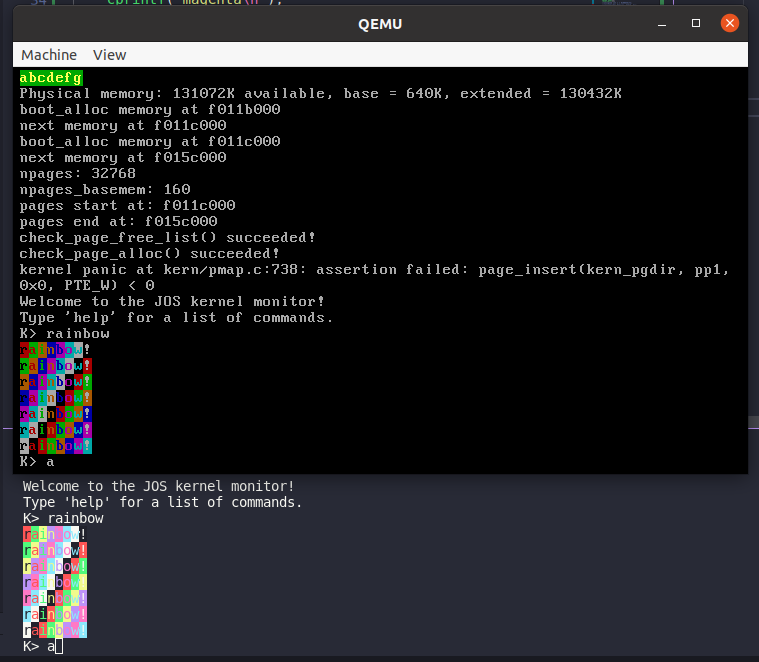 cprintf("magenta\n");
QEMU
Machine View
abcdefg
Physical memory: 131072K available, base = 640K, extended = 130432K
boot_alloc memory at f011b000
next memory at f011c000
boot_alloc memory at f011c000
next memory at f015c000
npages: 32768
npages_basemem: 160
pages start at: f011c000
pages end at: f015c000
check_page_free_list() succeeded!
check_page_alloc() succeeded!
kernel panic at kern/pmap.c:738: assertion failed: page_insert(kern_pgdir, pp1,
0x0, PTE_W) < 0
Welcome to the JOS kernel monitor!
Type 'help' for a list of commands.
K> rainbow
rainbow!
rainbow!
rainbow!
rainbow!
rainbow!
rainbow!
rainbow!
K> a
Welcome to the JOS kernel monitor!
Type 'help' for a list of commands.
K> rainbow
rainbow!
rainbow!
rainbow!
rainbow!
rainbow!
rainbow!
rainbow!
K> a